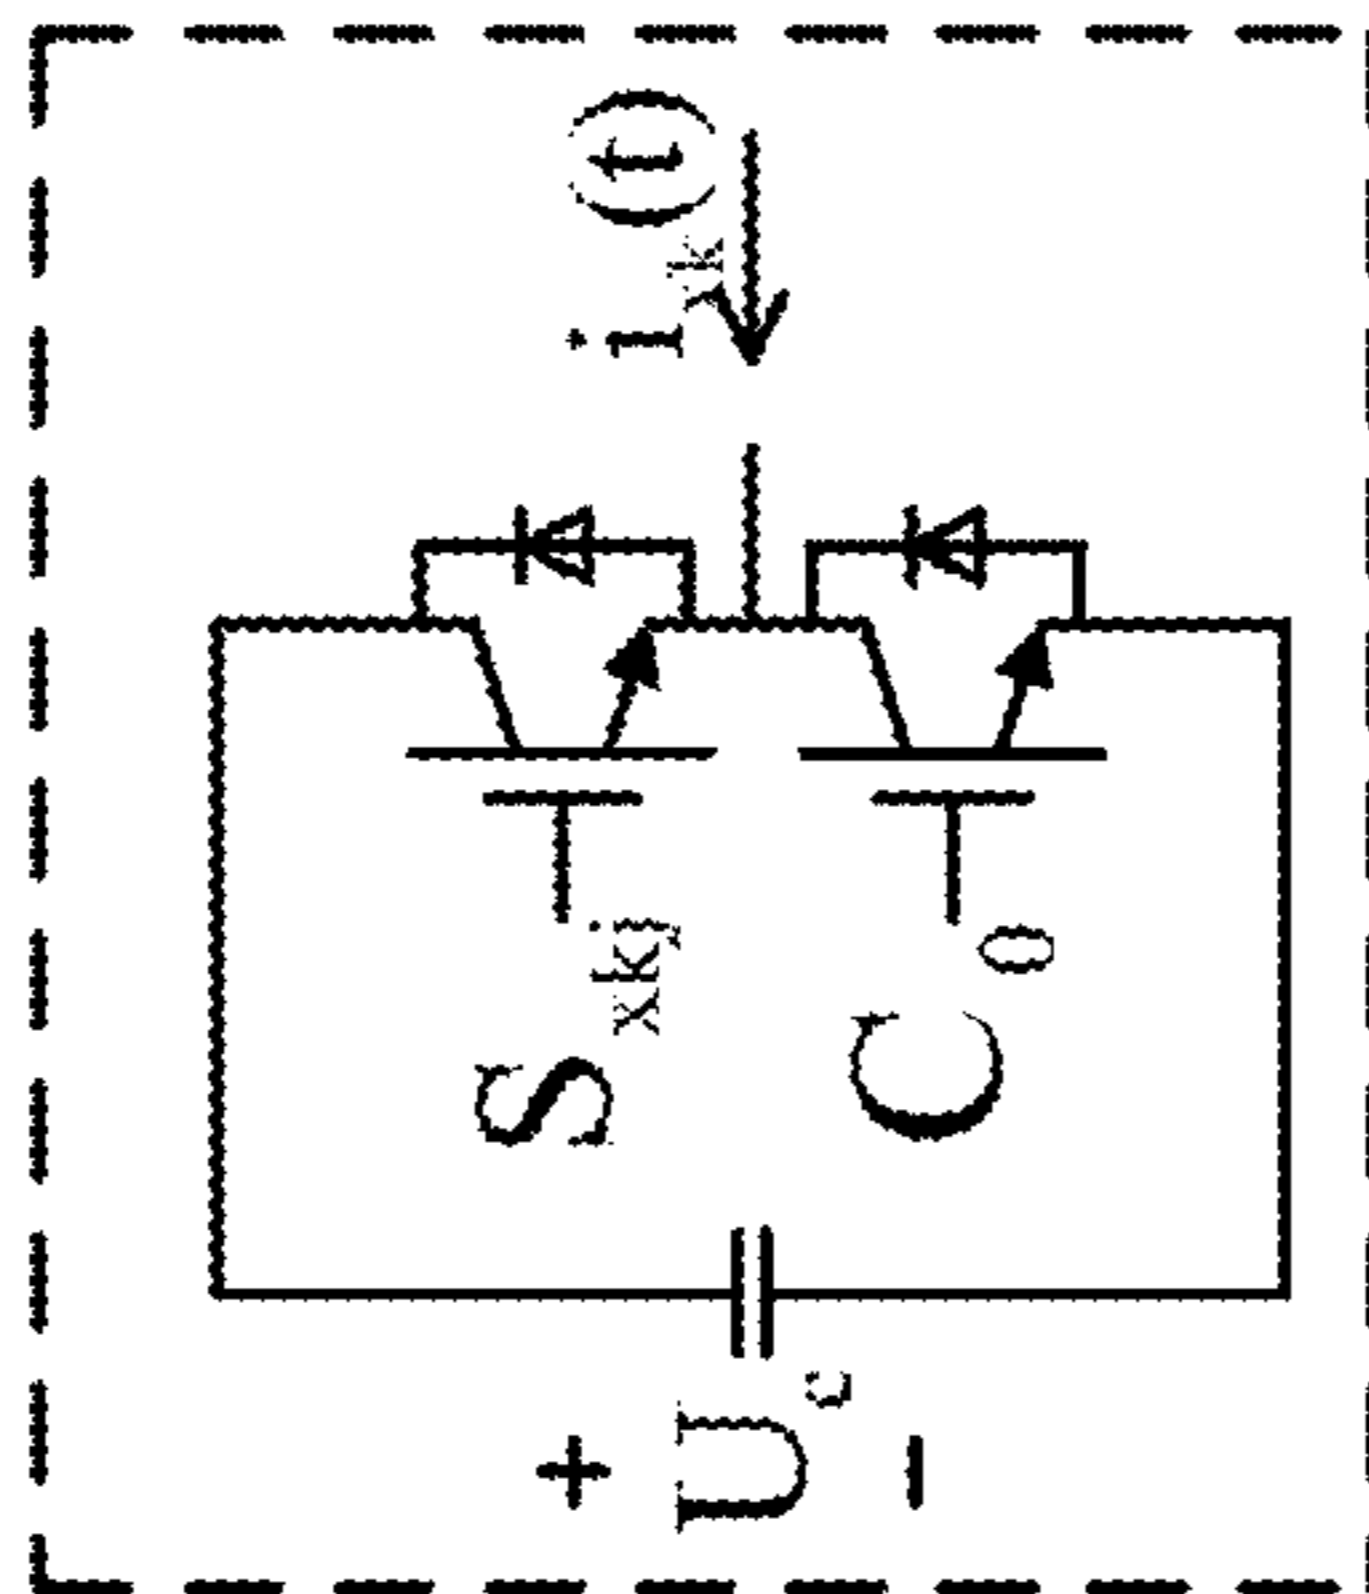 i_xk(t)
S_xkj
C_0
+
U_c
−